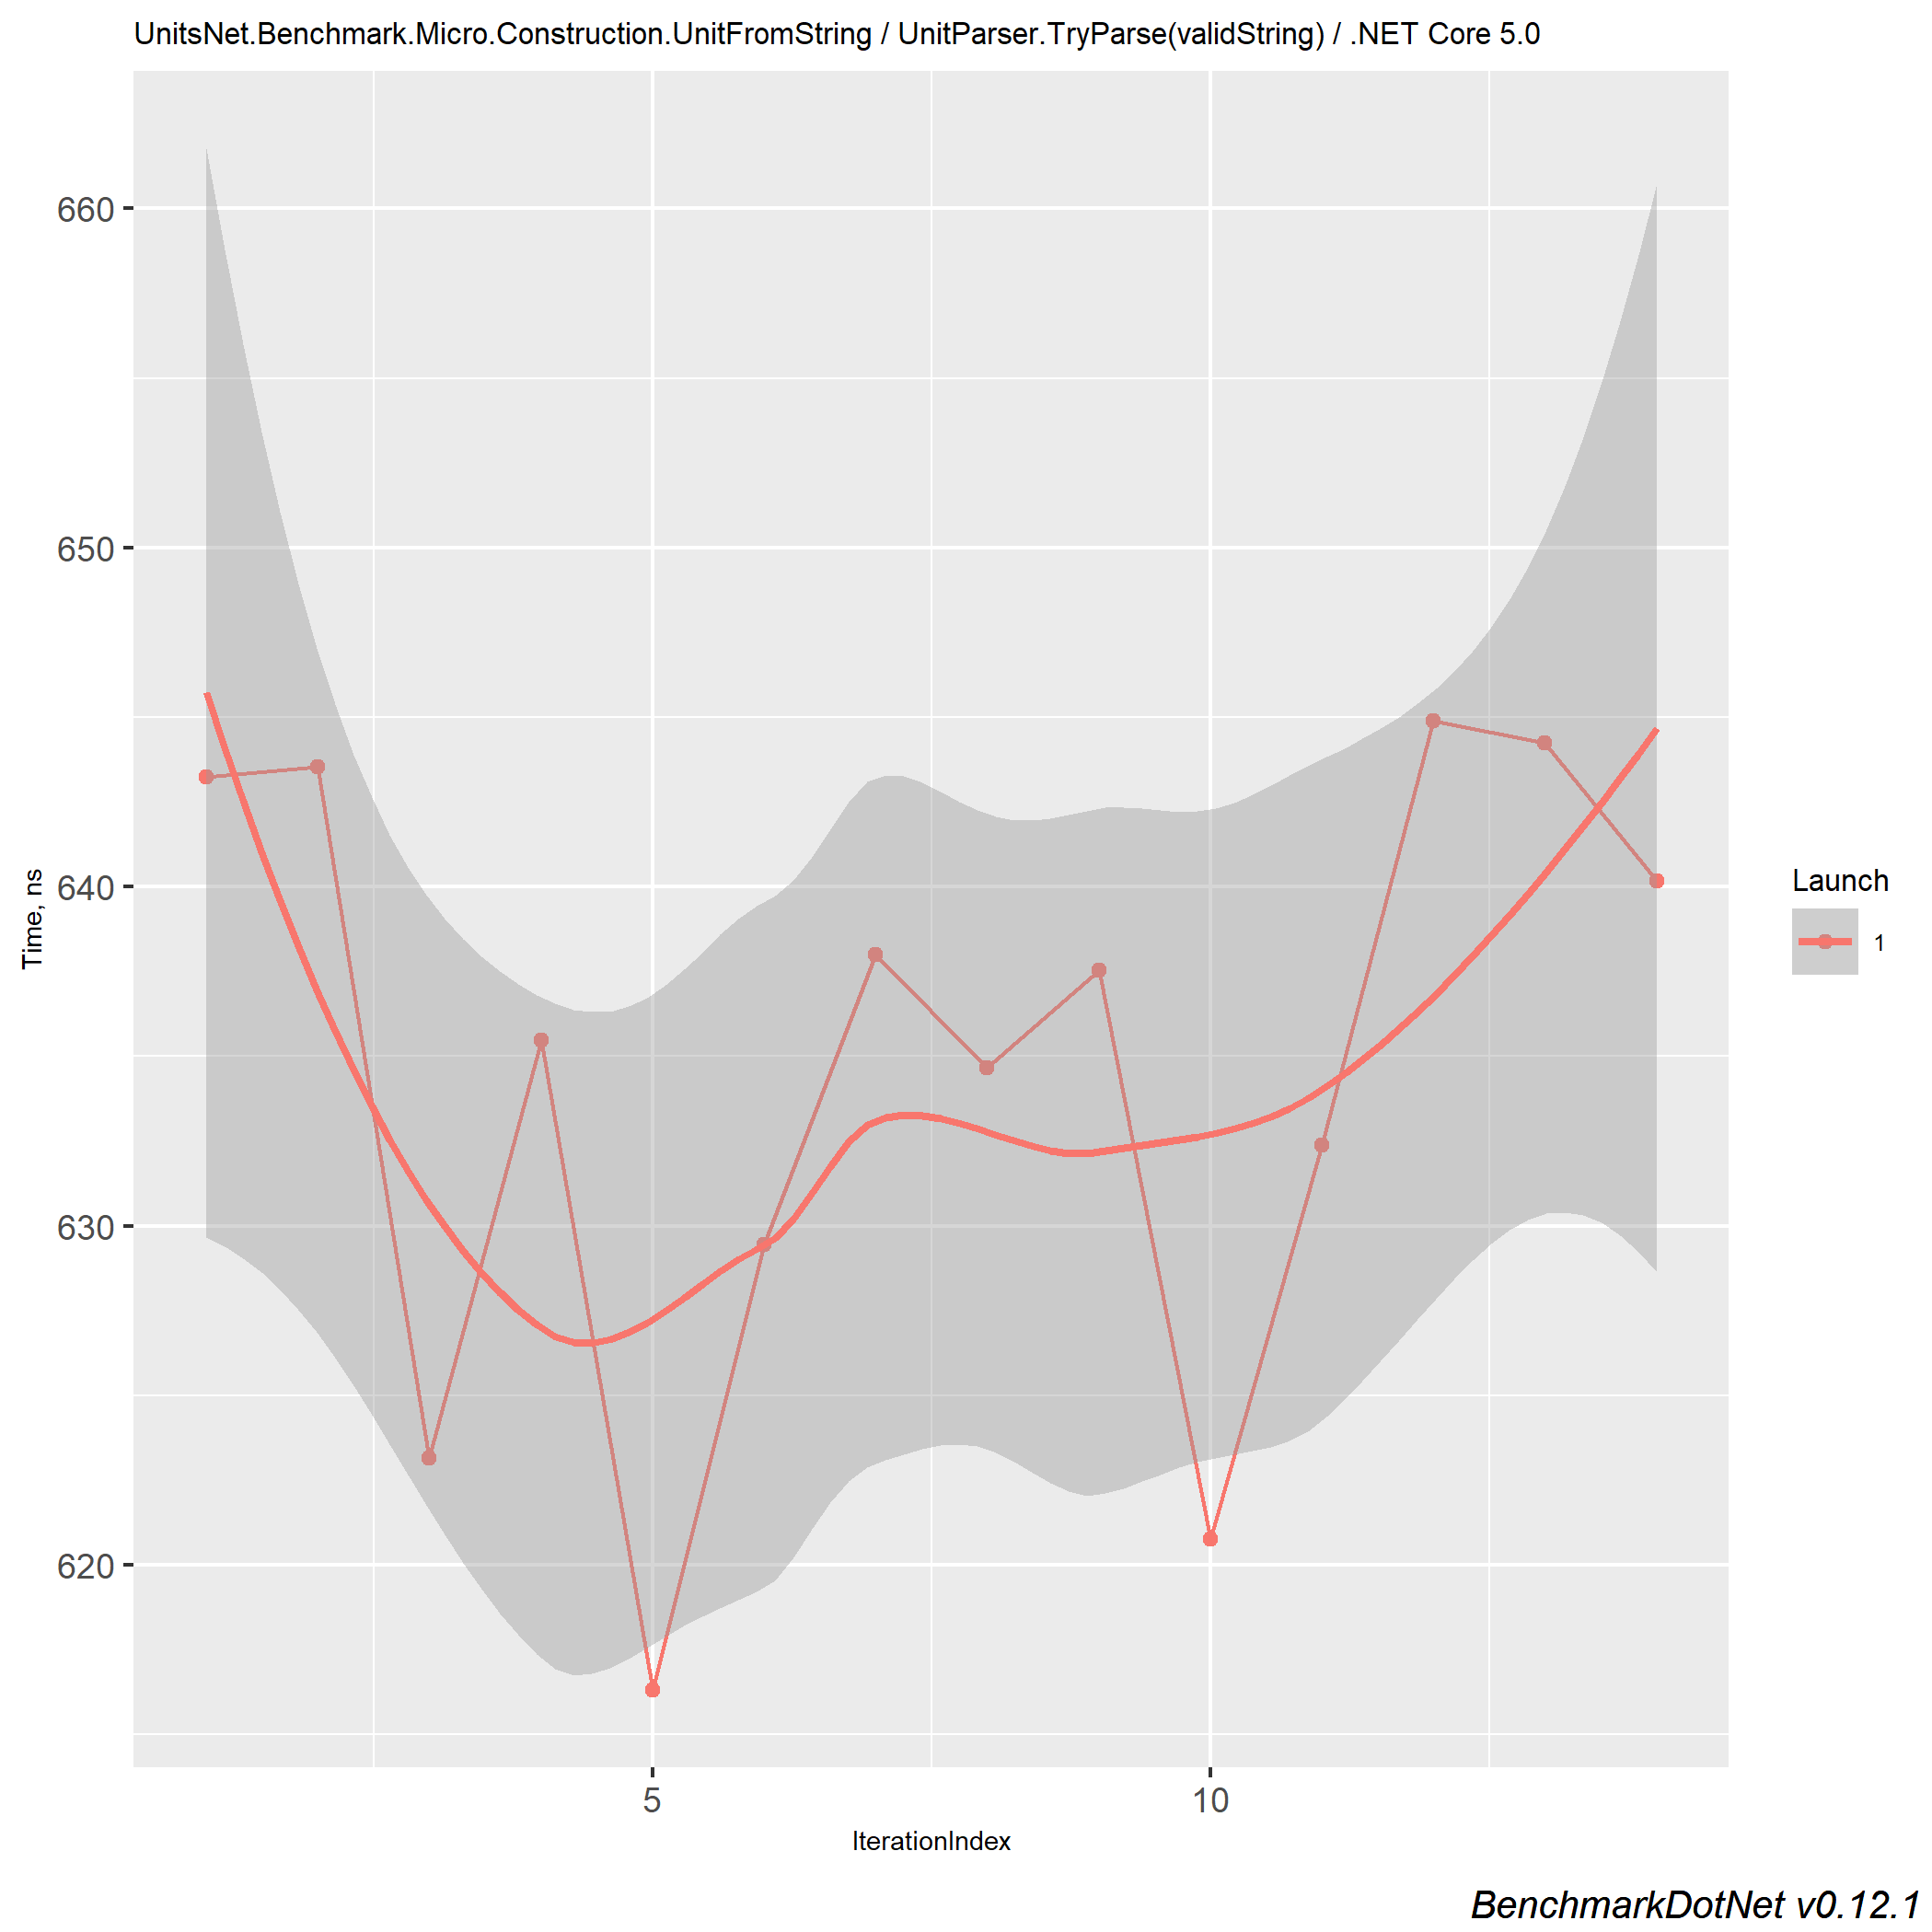 UnitsNet.Benchmark.Micro.Construction.UnitFromString / UnitParser.TryParse(validString) / .NET Core 5.0
660
650
640
630
620
Time, ns
5
10
IterationIndex
Launch
1
BenchmarkDotNet v0.12.1